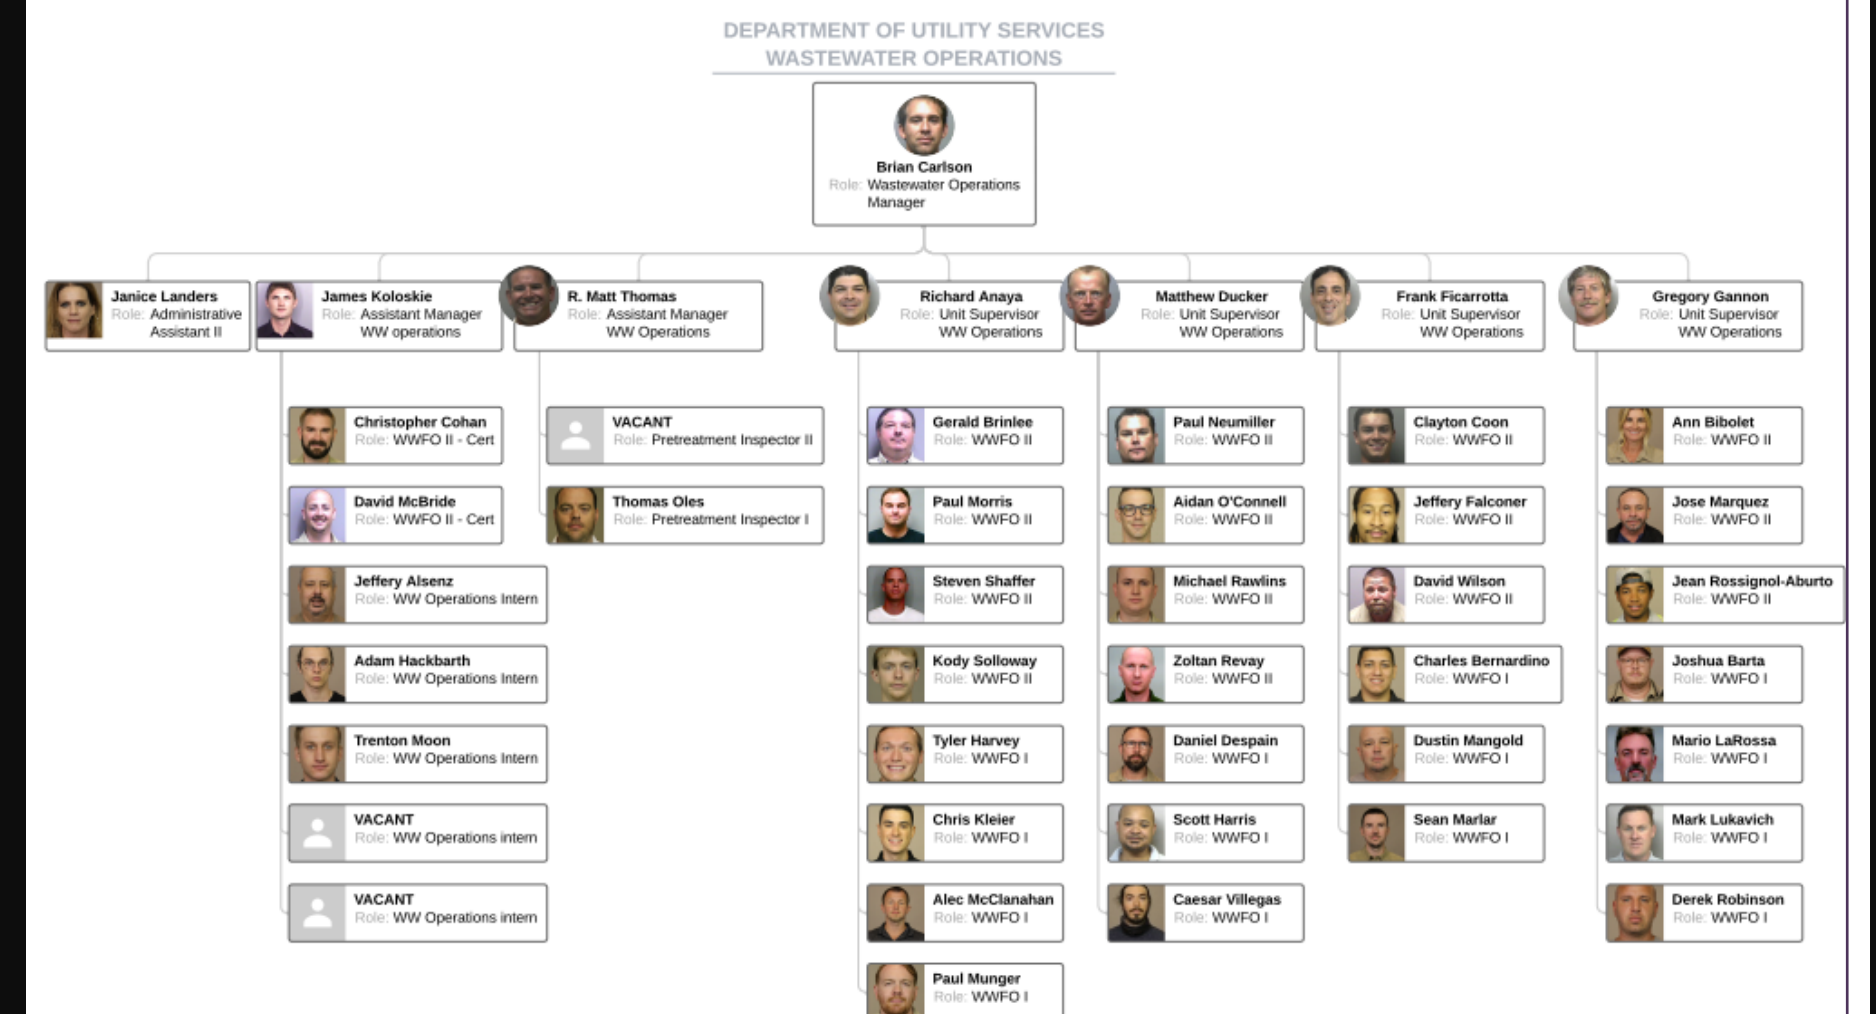 DEPARTMENT OF UTILITY SERVICES
WASTEWATER OPERATIONS
Brian Carlson
Role: Wastewater Operations
Manager
Janice Landers
Role: Administrative
Assistant II
James Koloskie
Role: Assistant Manager
WW operations
R. Matt Thomas
Role: Assistant Manager
WW Operations
Richard Anaya
Role: Unit Supervisor
WW Operations
Matthew Ducker
Role: Unit Supervisor
WW Operations
Frank Ficarrotta
Role: Unit Supervisor
WW Operations
Gregory Gannon
Role: Unit Supervisor
WW Operations
Christopher Cohan
Role: WWFO II - Cert
David McBride
Role: WWFO II - Cert
Jeffery Alsenz
Role: WW Operations Intern
Adam Hackbarth
Role: WW Operations Intern
Trenton Moon
Role: WW Operations Intern
VACANT
Role: WW Operations intern
VACANT
Role: WW Operations intern
VACANT
Role: Pretreatment Inspector II
Thomas Oles
Role: Pretreatment Inspector I
Gerald Brinlee
Role: WWFO II
Paul Morris
Role: WWFO II
Steven Shaffer
Role: WWFO II
Kody Solloway
Role: WWFO II
Tyler Harvey
Role: WWFO I
Chris Kleier
Role: WWFO I
Alec McClanahan
Role: WWFO I
Paul Munger
Role: WWFO I
Paul Neumiller
Role: WWFO II
Aidan O'Connell
Role: WWFO II
Michael Rawlins
Role: WWFO II
Zoltan Revay
Role: WWFO II
Daniel Despain
Role: WWFO I
Scott Harris
Role: WWFO I
Caesar Villegas
Role: WWFO I
Clayton Coon
Role: WWFO II
Jeffery Falconer
Role: WWFO II
David Wilson
Role: WWFO II
Charles Bernardino
Role: WWFO I
Dustin Mangold
Role: WWFO I
Sean Marlar
Role: WWFO I
Ann Bibolet
Role: WWFO II
Jose Marquez
Role: WWFO II
Jean Rossignol-Aburto
Role: WWFO II
Joshua Barta
Role: WWFO I
Mario LaRossa
Role: WWFO I
Mark Lukavich
Role: WWFO I
Derek Robinson
Role: WWFO I